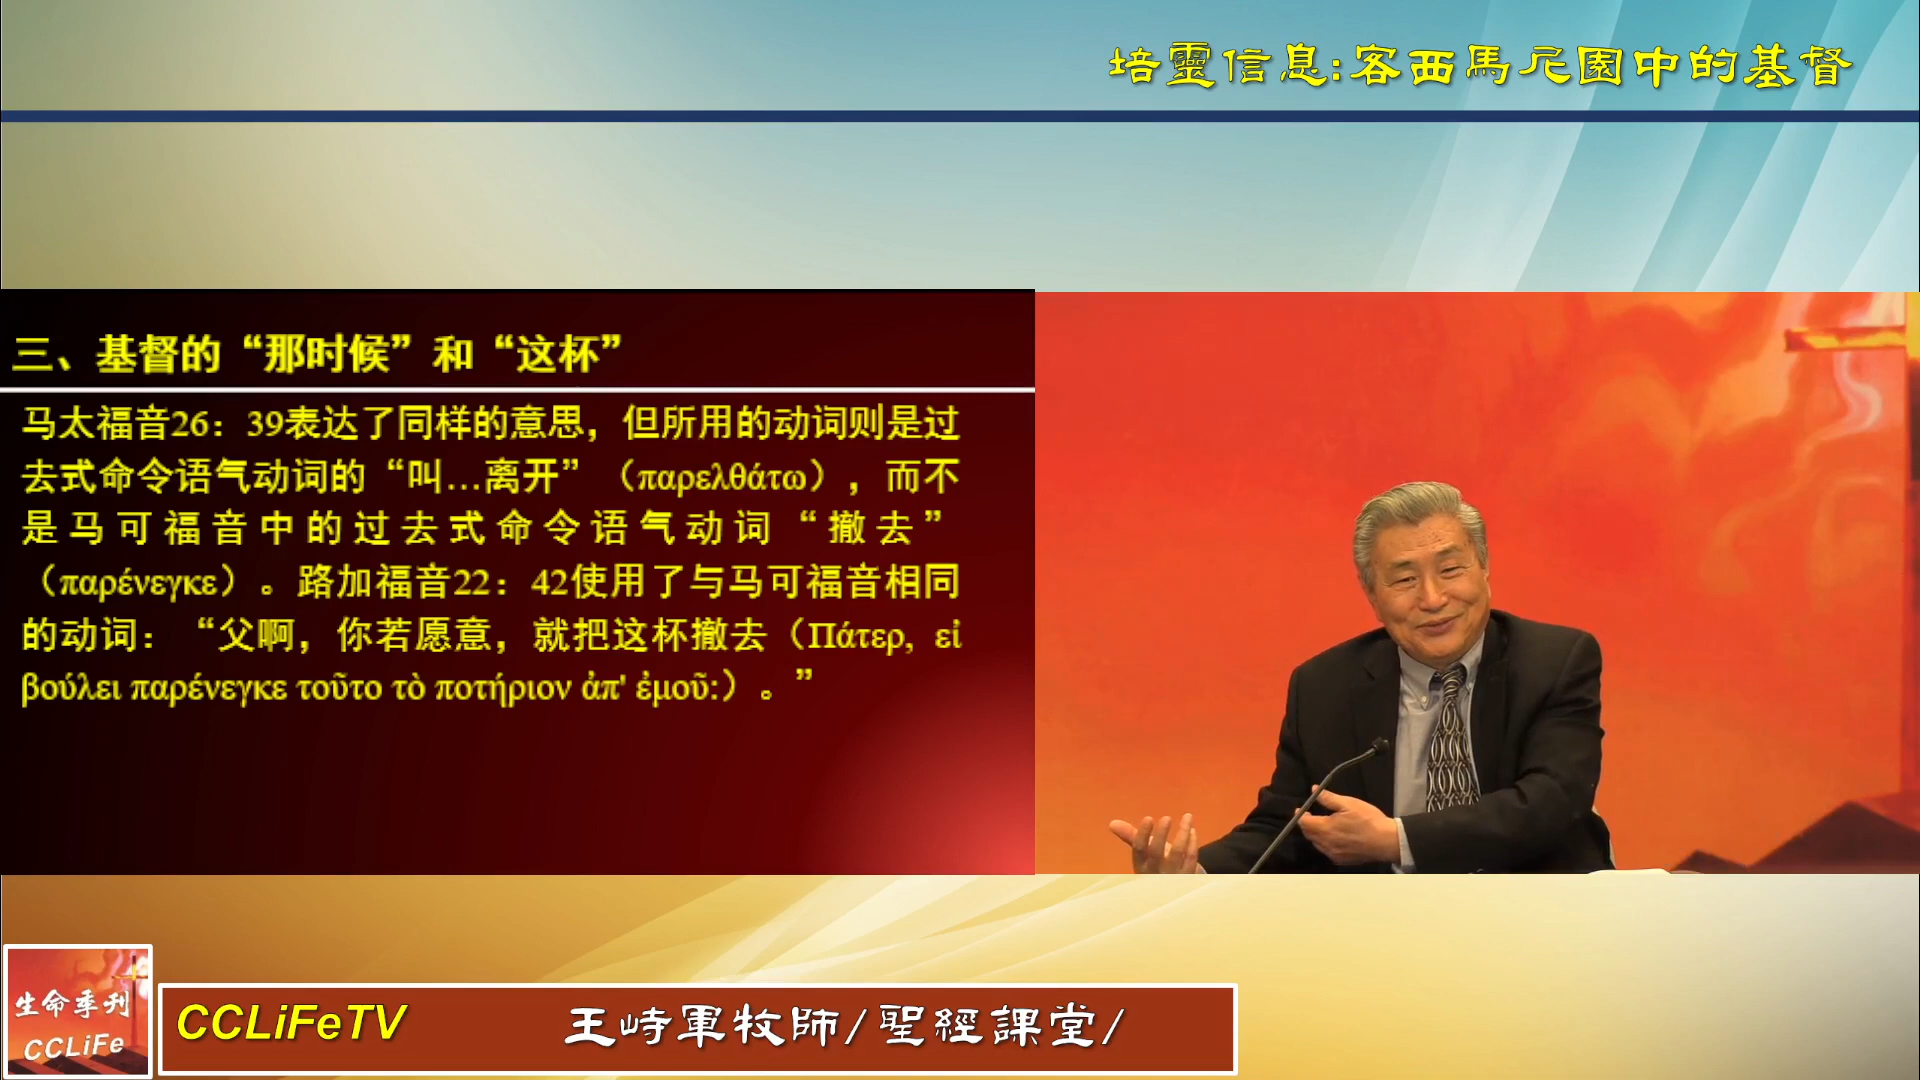 培靈信息:客西馬尼園中的基督
三、基督的“那时候”和“这杯”
马太福音26：39表达了同样的意思，但所用的动词则是过
去式命令语气动词的“叫…离开”（παρελθάτω），而不
是马可福音中的过去式命令语气动词“撤去”
（παρένεγκε）。路加福音22：42使用了与马可福音相同
的动词：“父啊，你若愿意，就把这杯撤去（Πάτερ, εἰ
βούλει παρένεγκε τοῦτο τὸ ποτήριον ἀπ' ἐμοῦ:）。”
生命季刊
CCLiFe
CCLiFeTV 王峙軍牧師/聖經課堂/